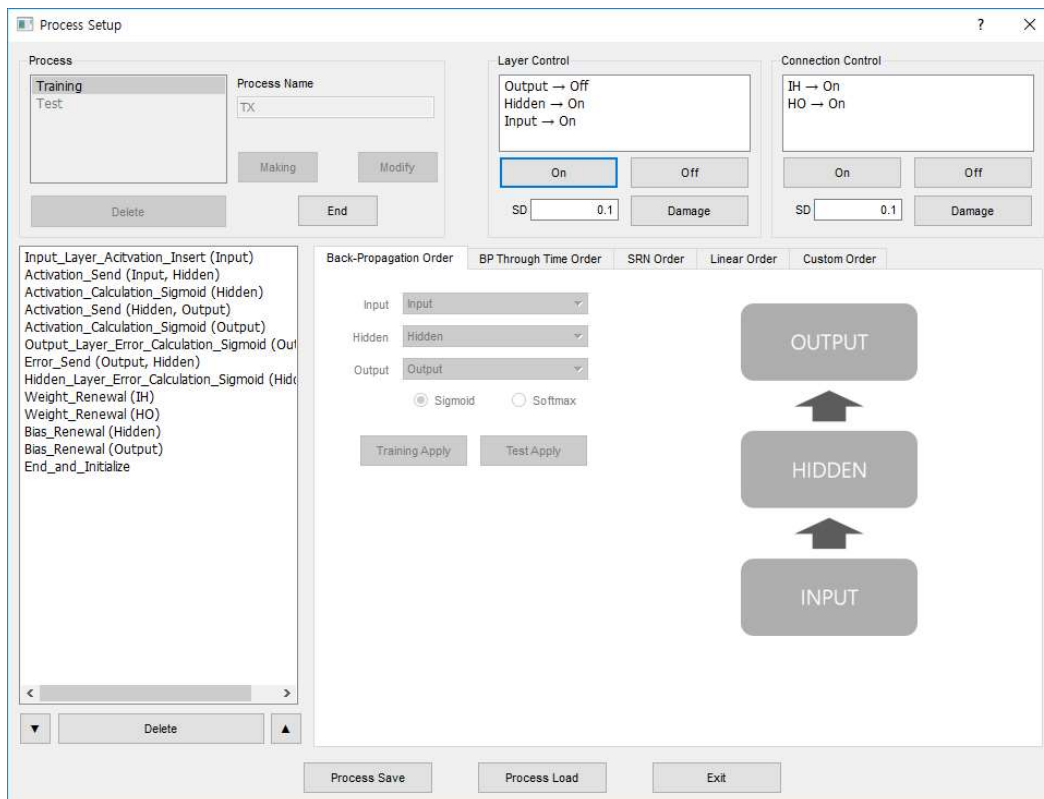 Process Setup
?
Process
Training
Test
Process Name
TX
Making
Modify
Delete
End
Layer Control
Output → Off
Hidden → On
Input → On
On
Off
SD
0.1
Damage
Connection Control
IH → On
HO → On
On
Off
SD
0.1
Damage
Input_Layer_Acitvation_Insert (Input)
Activation_Send (Input, Hidden)
Activation_Calculation_Sigmoid (Hidden)
Activation_Send (Hidden, Output)
Activation_Calculation_Sigmoid (Output)
Output_Layer_Error_Calculation_Sigmoid (Out
Error_Send (Output, Hidden)
Hidden_Layer_Error_Calculation_Sigmoid (Hidd
Weight_Renewal (IH)
Weight_Renewal (HO)
Bias_Renewal (Hidden)
Bias_Renewal (Output)
End_and_Initialize
Delete
Back-Propagation Order
BP Through Time Order
SRN Order
Linear Order
Custom Order
Input
Input
Hidden
Hidden
Output
Output
Sigmoid
Softmax
Training Apply
Test Apply
OUTPUT
HIDDEN
INPUT
Process Save
Process Load
Exit